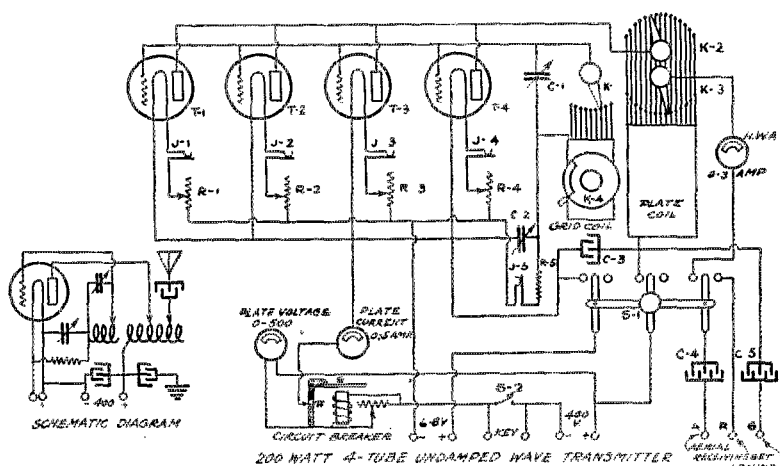 K-2
K-3
C-1
K-
T-1
T-2
T-3
T-4
J-1
J-2
J-3
J-4
H.W.A.
0-3 AMP
R-1
R-2
R-3
R-4
K-4
C 2
GRID COIL
PLATE COIL
R-5
J-5
C-3
PLATE VOLTAGE
0-500
PLATE CURRENT
0,5 AMP
S-1
C-4
C 5
400
- +
SCHEMATIC DIAGRAM
S-2
CIRCUIT BREAKER
6-8V
- +
KEY
400 V
- +
A
R
G
AERIAL
RECEIVING SET
200 WATT 4-TUBE UNDAMPED WAVE TRANSMITTER